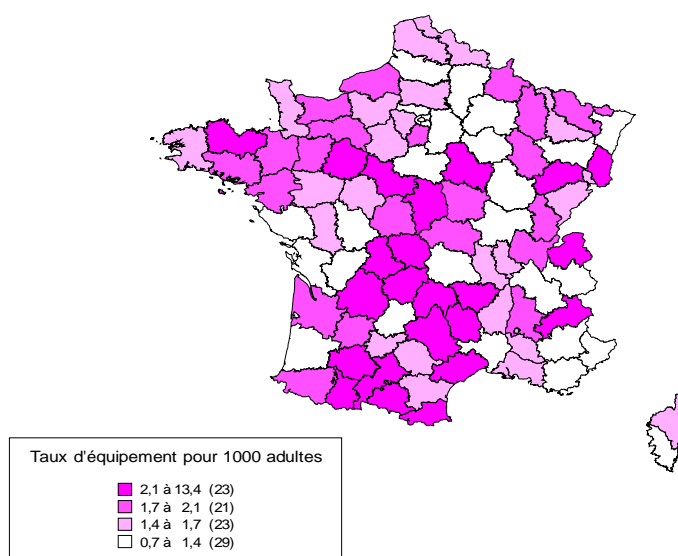 Taux d'équipement pour 1000 adultes
2,1 à 13,4 (23)
1,7 à 2,1 (21)
1,4 à 1,7 (23)
0,7 à 1,4 (29)